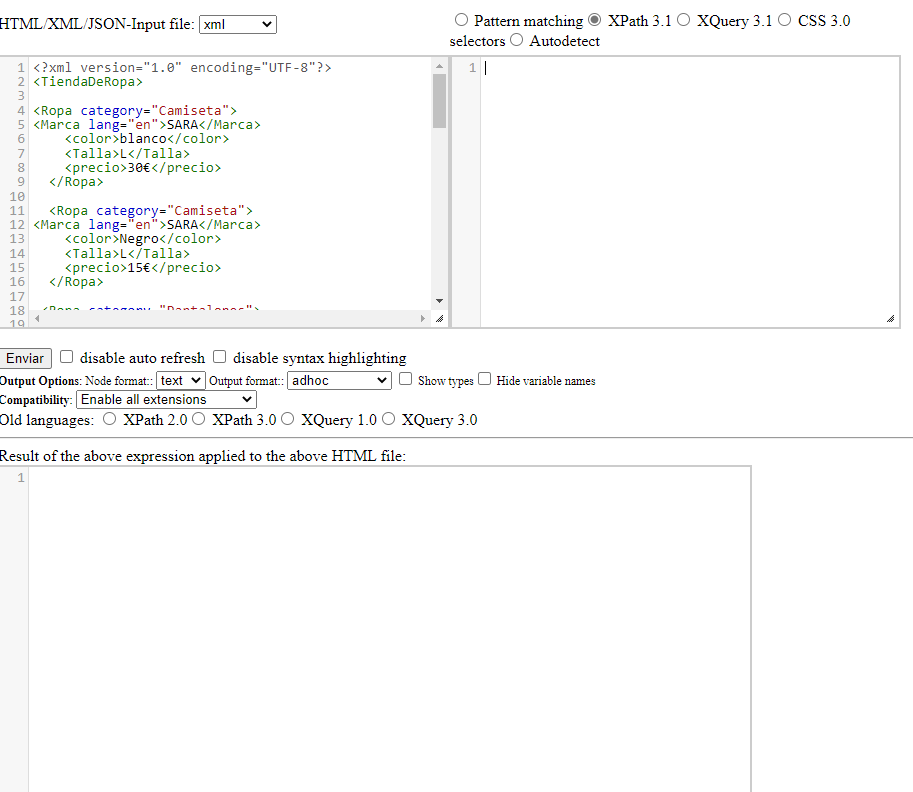 HTML/XML/JSON-Input file: xml
Pattern matching XPath 3.1 XQuery 3.1 CSS 3.0
selectors Autodetect
1 <?xml version="1.0" encoding="UTF-8"?>
2 <TiendaDeRopa>
3
4 <Ropa category="Camiseta">
5 <Marca lang="en">SARA</Marca>
6 <color>blanco</color>
7 <Talla>L</Talla>
8 <precio>30€</precio>
9 </Ropa>
10
11 <Ropa category="Camiseta">
12 <Marca lang="en">SARA</Marca>
13 <color>Negro</color>
14 <Talla>L</Talla>
15 <precio>15€</precio>
16 </Ropa>
17
18 <Ropa category="Pantalones">
19
1
Enviar disable auto refresh disable syntax highlighting
Output Options: Node format:: text Output format:: adhoc Show types Hide variable names
Compatibility: Enable all extensions
Old languages: XPath 2.0 XPath 3.0 XQuery 1.0 XQuery 3.0
Result of the above expression applied to the above HTML file:
1